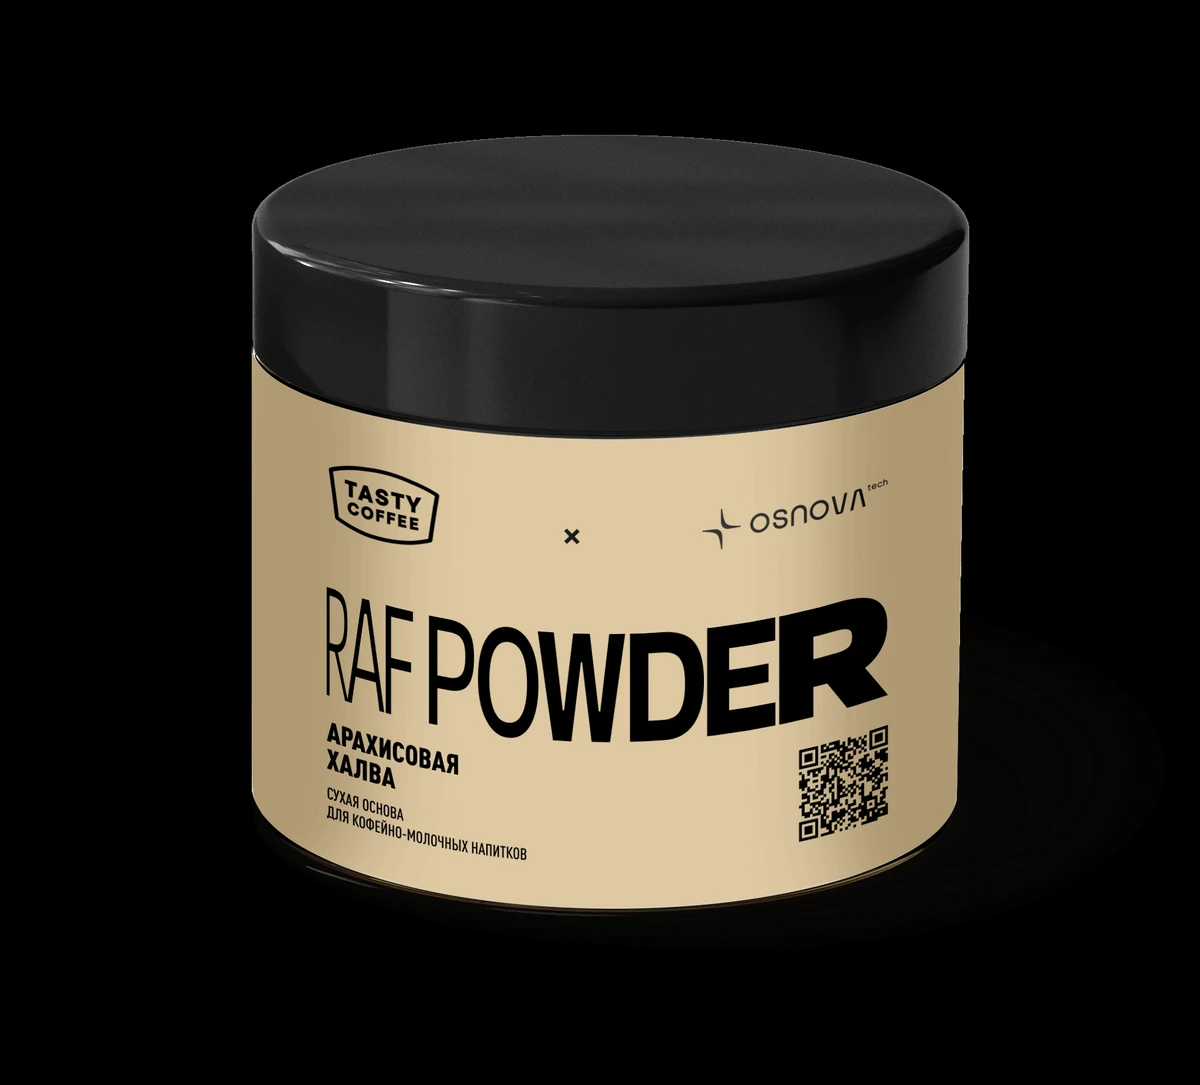 TASTY
COFFEE
×
OSNOVA tech
RAF POWDER
АРАХИСОВАЯ
ХАЛВА
СУХАЯ ОСНОВА
ДЛЯ КОФЕЙНО-МОЛОЧНЫХ НАПИТКОВ